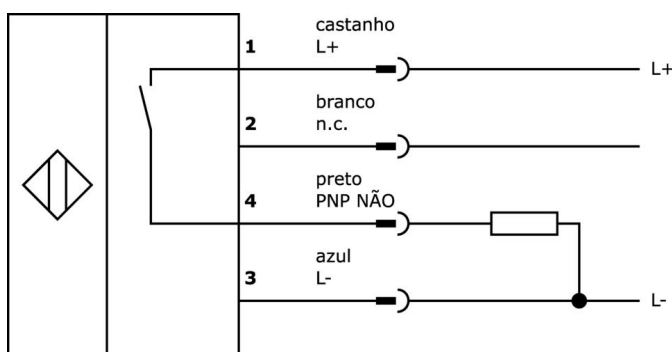 castanho
1 L+
L+
branco
2 n.c.
preto
4 PNP NÃO
azul
3 L-
L-